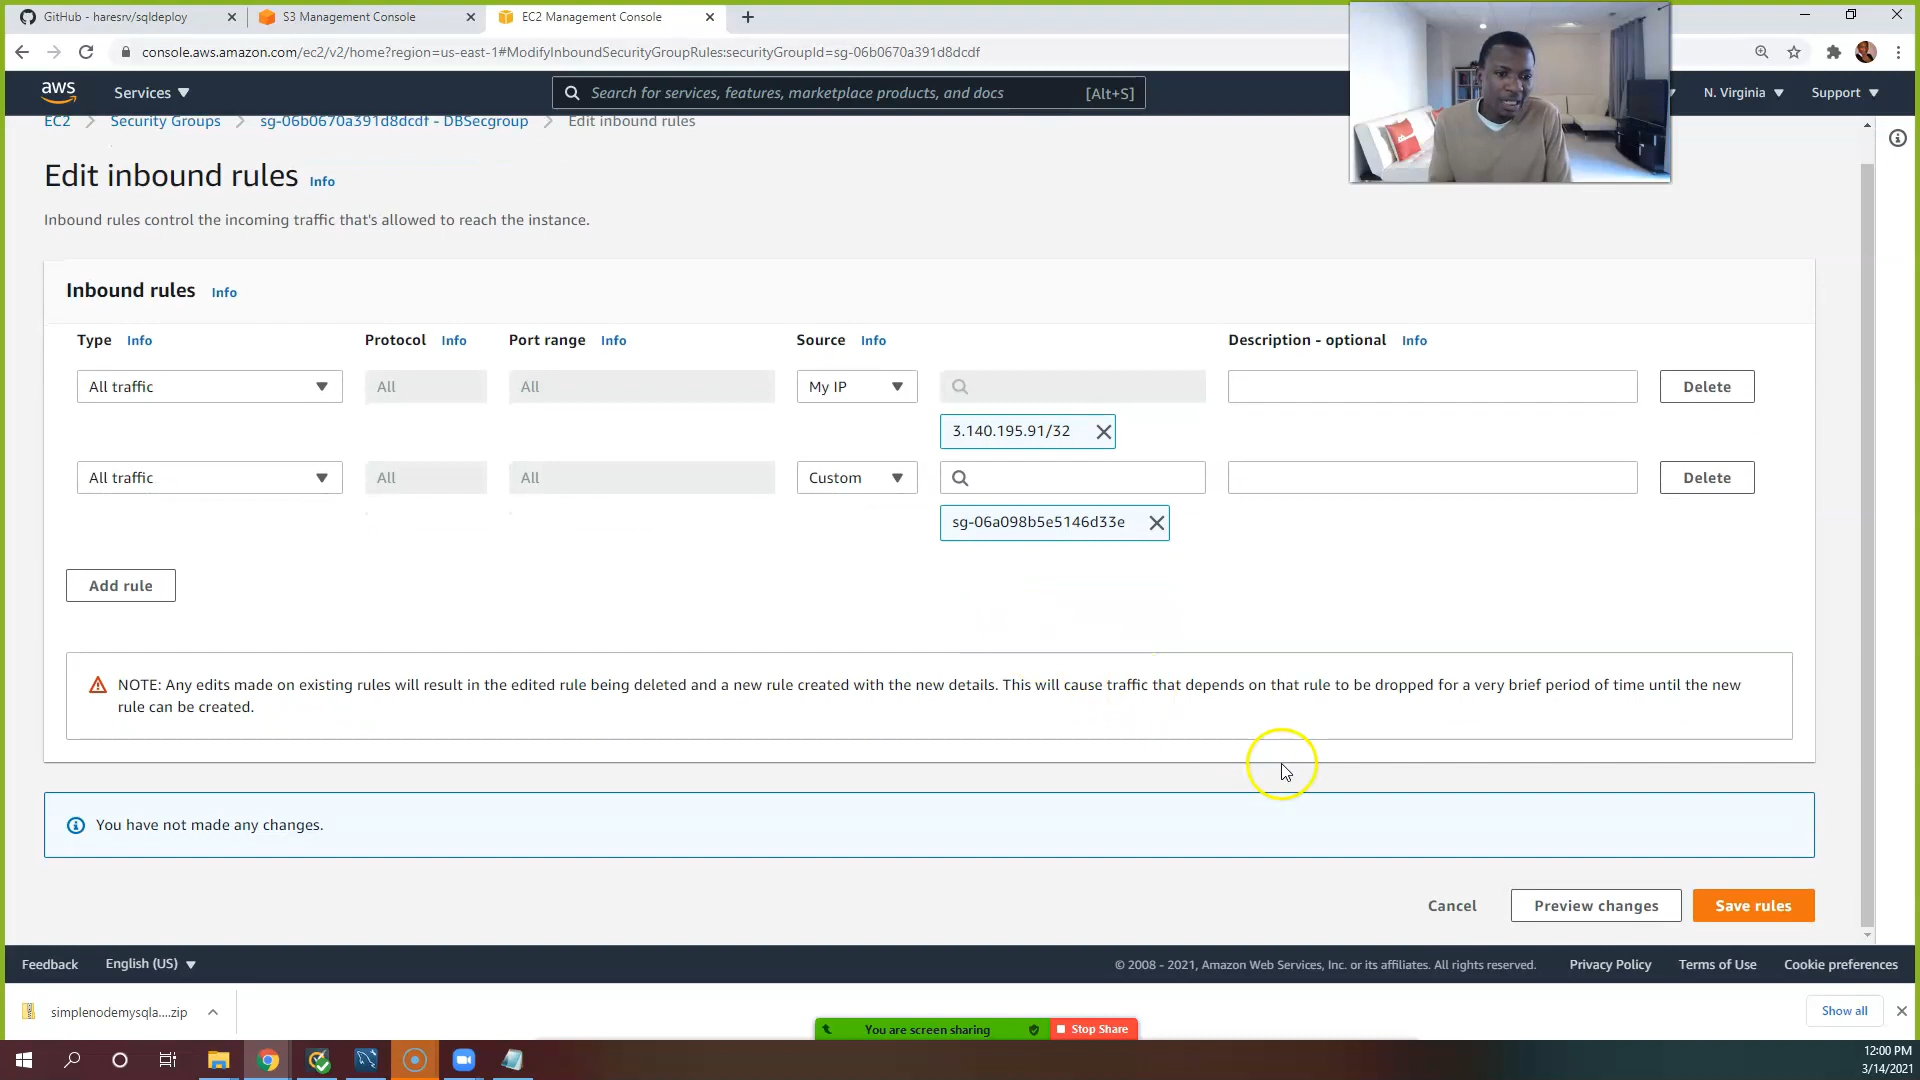 GitHub - haresrv/sqldeploy
S3 Management Console
EC2 Management Console
console.aws.amazon.com/ec2/v2/home?region=us-east-1#ModifyInboundSecurityGroupRules:securityGroupId=sg-06b0670a391d8dcdf
aws Services Search for services, features, marketplace products, and docs [Alt+S] N. Virginia Support
EC2 Security Groups sg-06b0670a391d8dcdf - DBSecgroup Edit inbound rules
Edit inbound rules Info
Inbound rules control the incoming traffic that's allowed to reach the instance.
Inbound rules Info
Type Info Protocol Info Port range Info Source Info Description - optional Info
All traffic All All My IP Delete
3.140.195.91/32
All traffic All All Custom Delete
sg-06a098b5e5146d33e
Add rule
NOTE: Any edits made on existing rules will result in the edited rule being deleted and a new rule created with the new details. This will cause traffic that depends on that rule to be dropped for a very brief period of time until the new
rule can be created.
You have not made any changes.
Cancel Preview changes Save rules
Feedback English (US) © 2008 - 2021, Amazon Web Services, Inc. or its affiliates. All rights reserved. Privacy Policy Terms of Use Cookie preferences
simplenodemysqla....zip Show all
You are screen sharing Stop Share
12:00 PM
3/14/2021